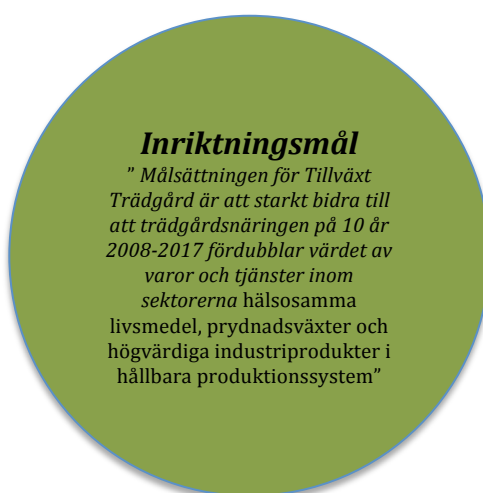 Inriktningsmål
” Målsättningen för Tillväxt
Trädgård är att starkt bidra till
att trädgårdsnäringen på 10 år
2008-2017 fördubblar värdet av
varor och tjänster inom
sektorerna hälsosamma
livsmedel, prydnadsväxter och
högvärdiga industriprodukter i
hållbara produktionssystem”